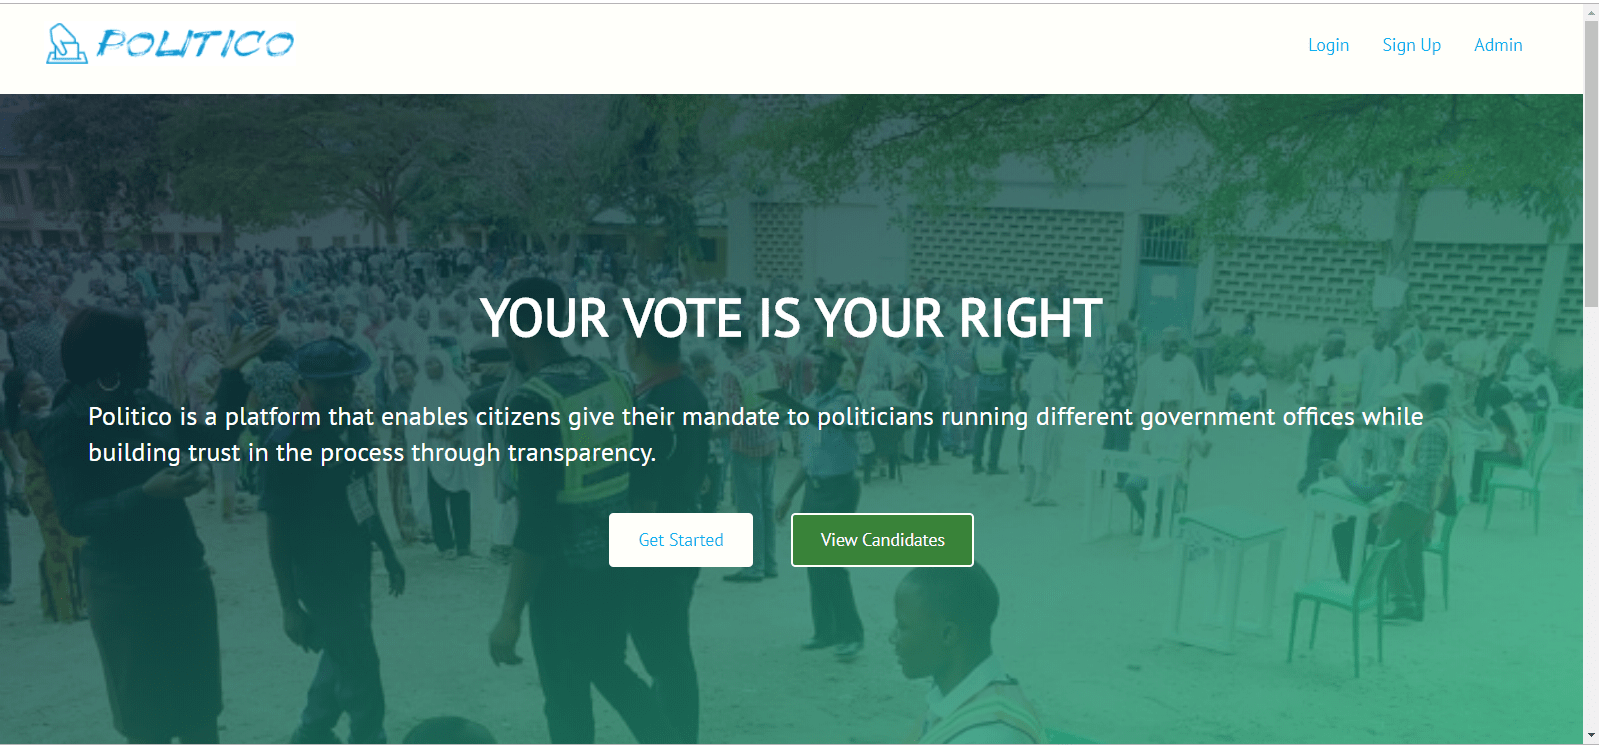 POLITICO
Login Sign Up Admin
YOUR VOTE IS YOUR RIGHT
Politico is a platform that enables citizens give their mandate to politicians running different government offices while
building trust in the process through transparency.
Get Started View Candidates